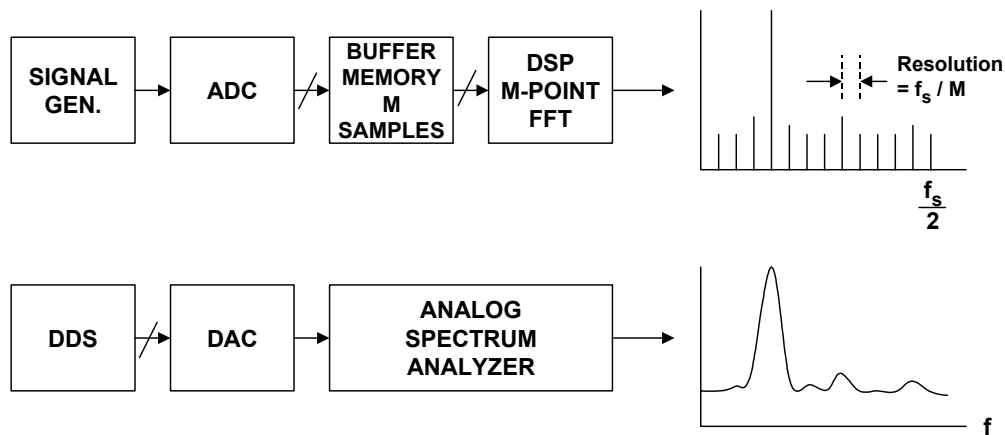 SIGNAL
GEN.
ADC
BUFFER
MEMORY
M
SAMPLES
DSP
M-POINT
FFT
Resolution
= fs / M
fs
2
DDS
DAC
ANALOG
SPECTRUM
ANALYZER
f